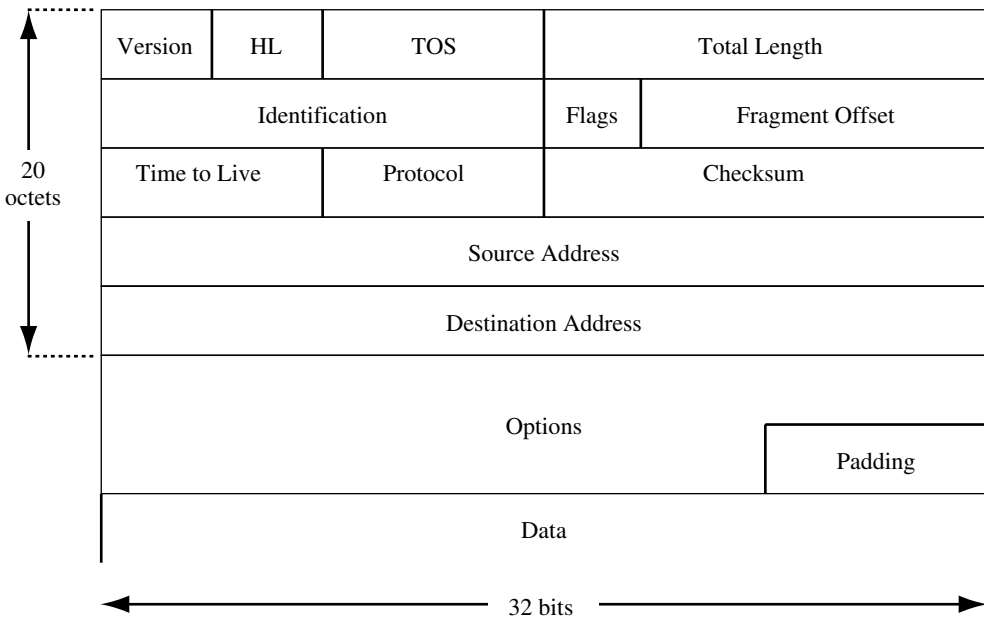 Version HL TOS Total Length
Identification Flags Fragment Offset
20
octets
Time to Live Protocol Checksum
Source Address
Destination Address
Options
Padding
Data
32 bits